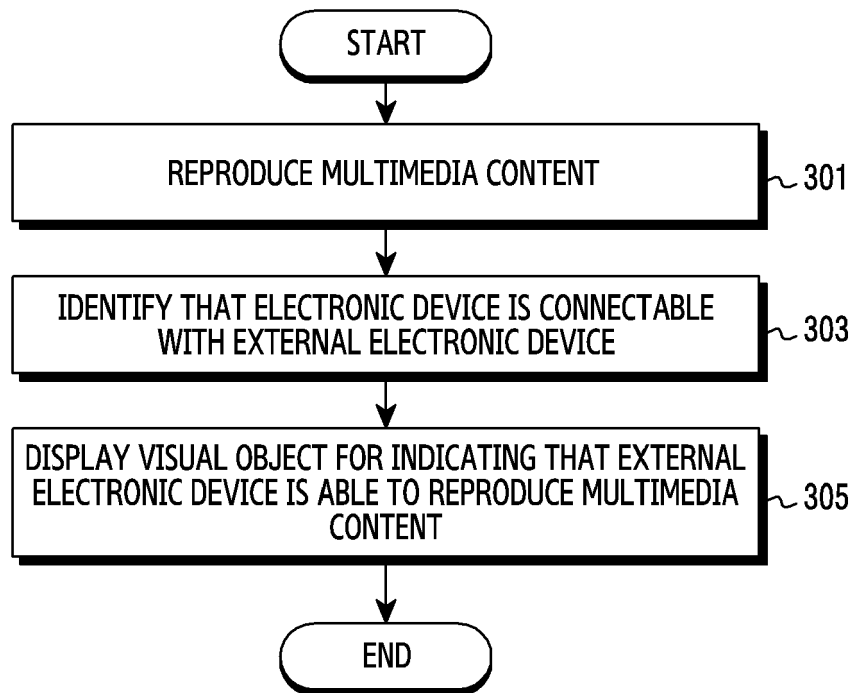 START
REPRODUCE MULTIMEDIA CONTENT
301
IDENTIFY THAT ELECTRONIC DEVICE IS CONNECTABLE
WITH EXTERNAL ELECTRONIC DEVICE
303
DISPLAY VISUAL OBJECT FOR INDICATING THAT EXTERNAL
ELECTRONIC DEVICE IS ABLE TO REPRODUCE MULTIMEDIA
CONTENT
305
END